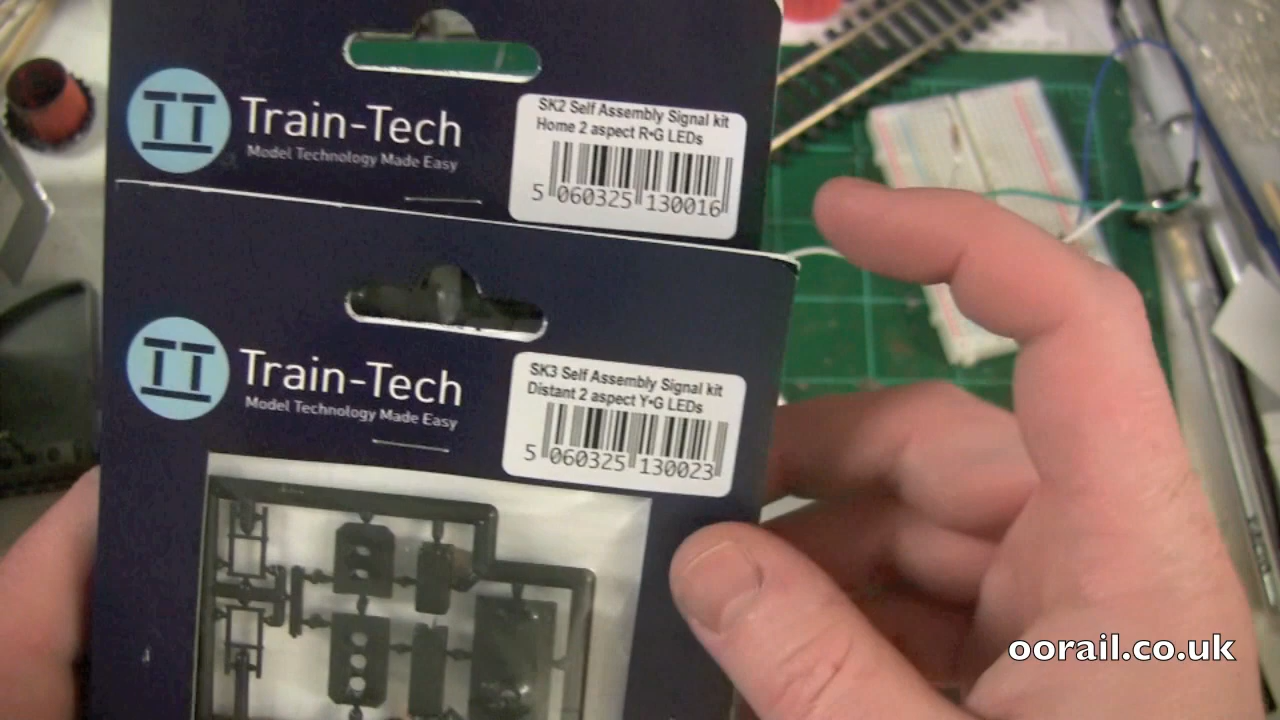 Train-Tech
Model Technology Made Easy
SK2 Self Assembly Signal kit
Home 2 aspect R•G LEDs
5 060325 130016
Train-Tech
Model Technology Made Easy
SK3 Self Assembly Signal kit
Distant 2 aspect Y•G LEDs
5 060325 130023
oorail.co.uk